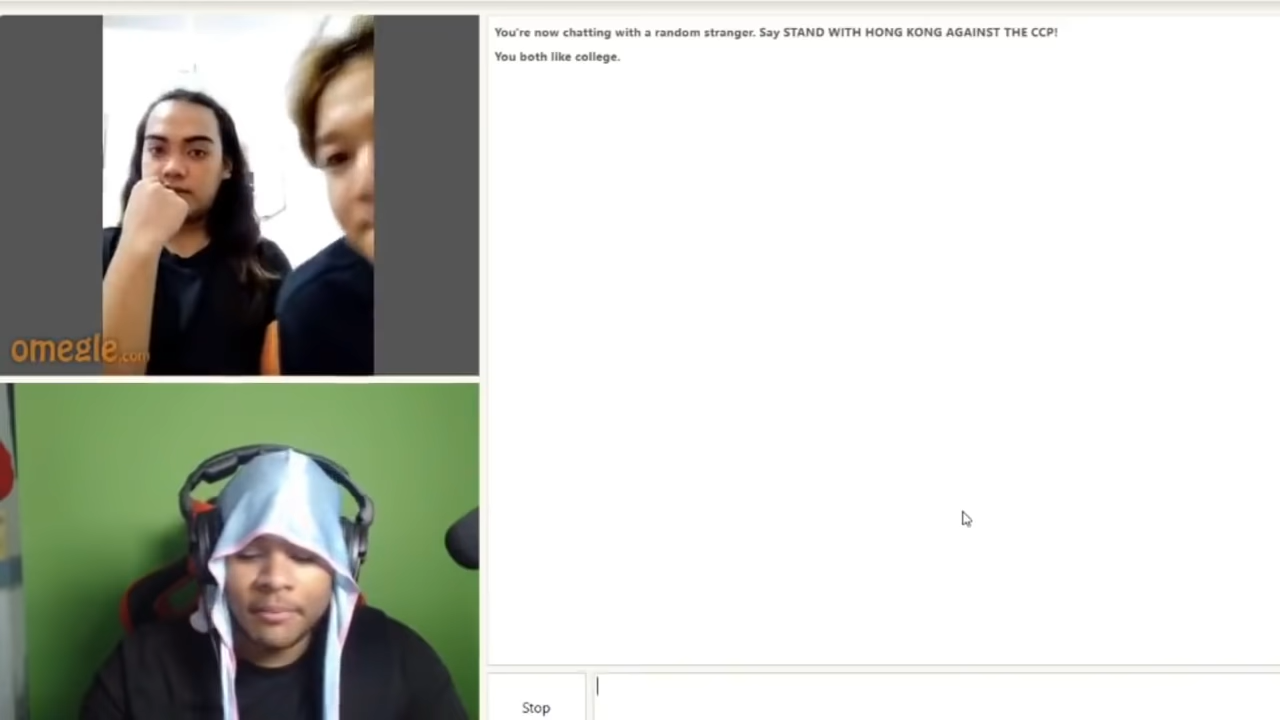 You're now chatting with a random stranger. Say STAND WITH HONG KONG AGAINST THE CCP!
You both like college.
omegle.com
Stop